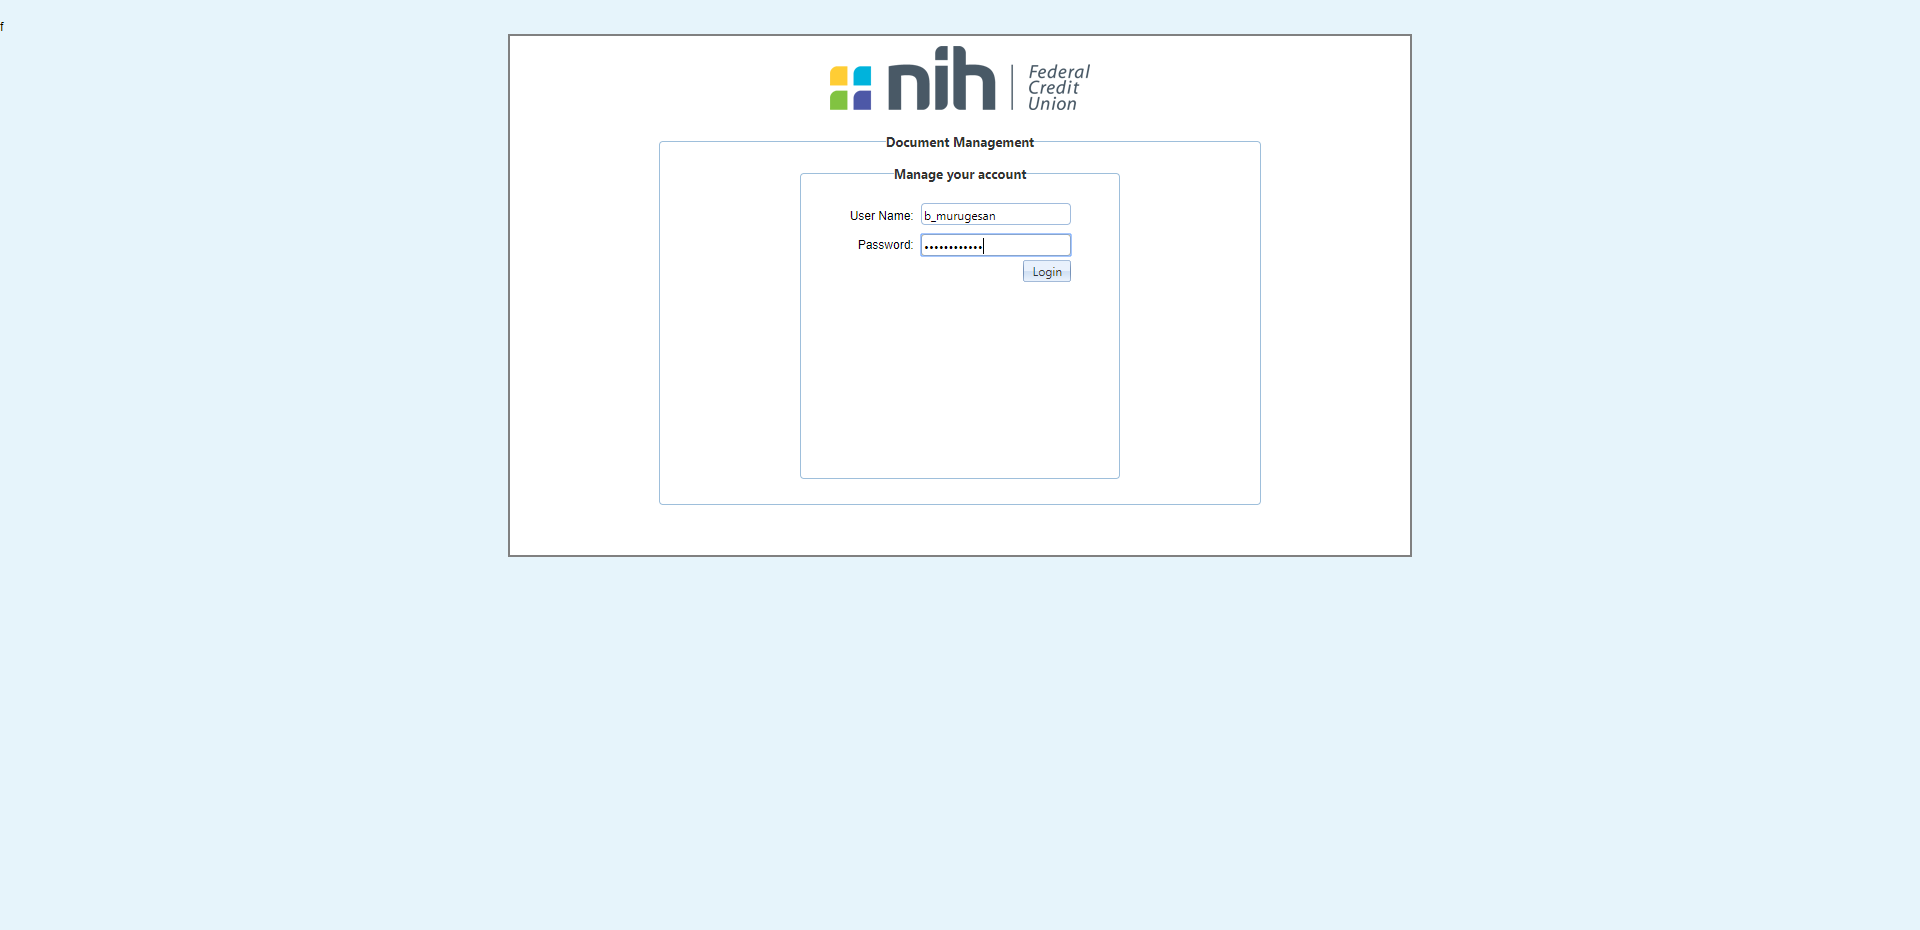 f
nih
Federal
Credit
Union
Document Management
Manage your account
User Name: b_murugesan
Password: ••••••••••••
Login